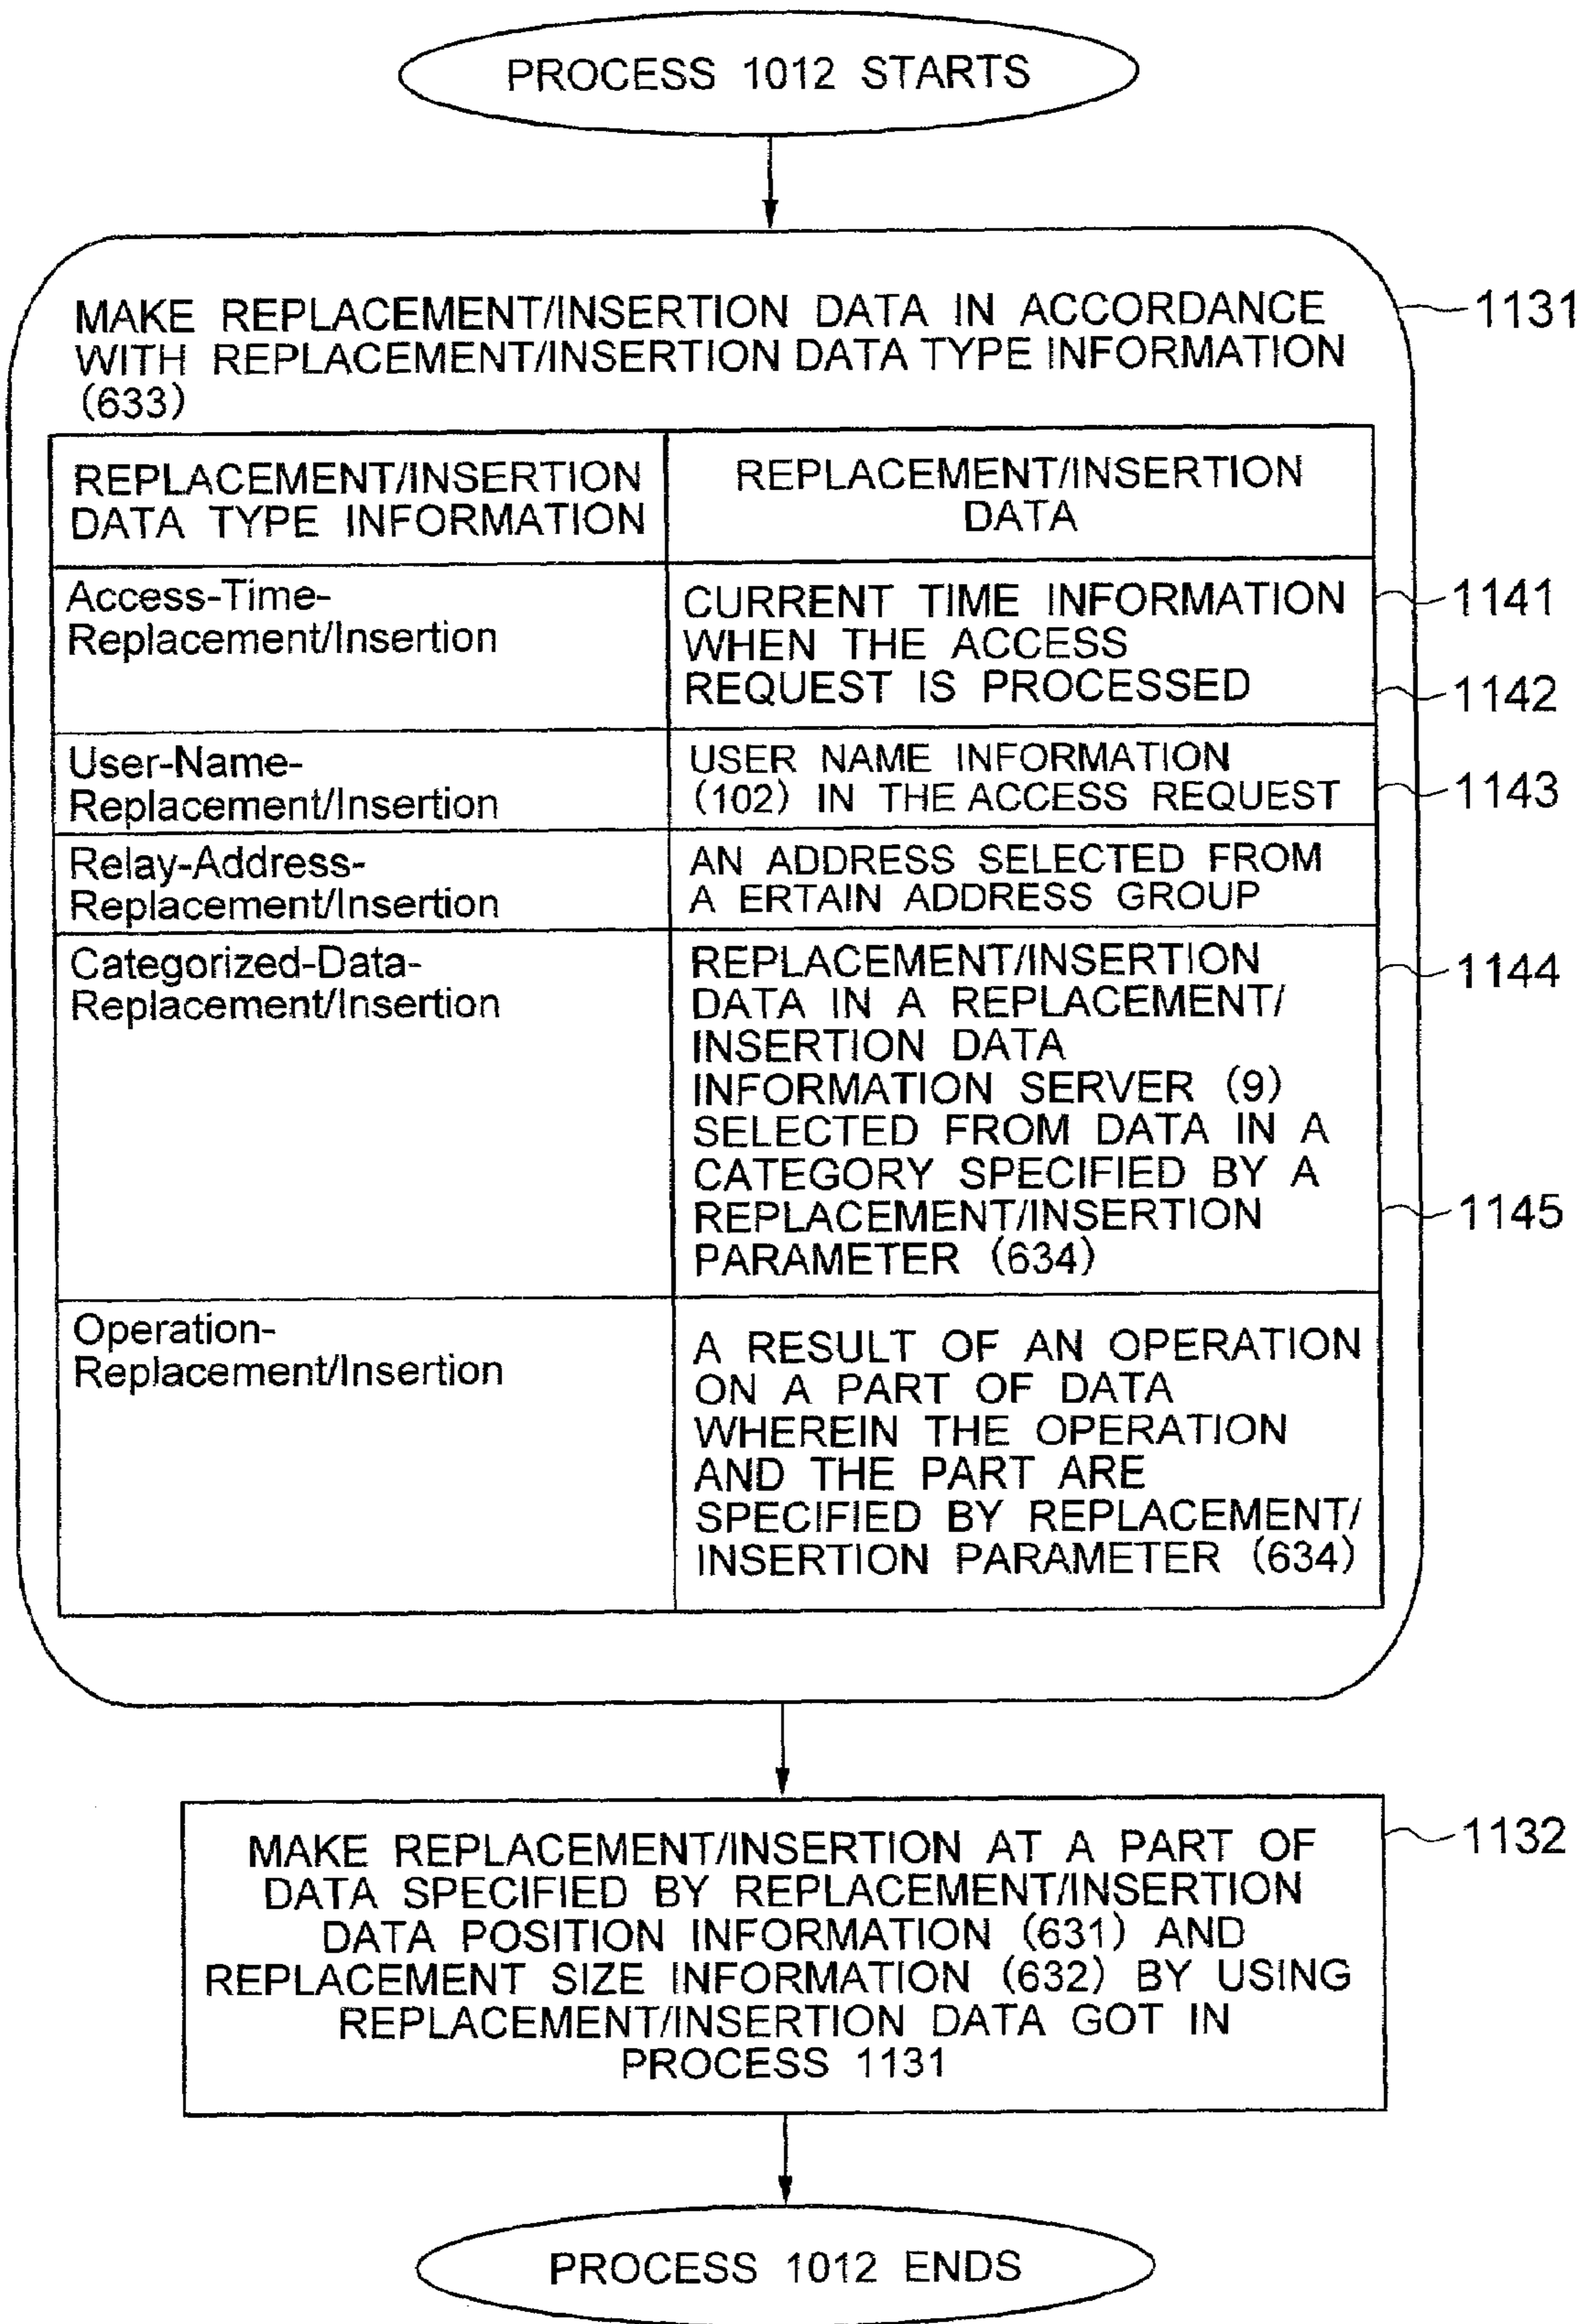 PROCESS 1012 STARTS
MAKE REPLACEMENT/INSERTION DATA IN ACCORDANCE
WITH REPLACEMENT/INSERTION DATA TYPE INFORMATION
(633)
1131
REPLACEMENT/INSERTION
DATA TYPE INFORMATION
REPLACEMENT/INSERTION
DATA
Access-Time-
Replacement/Insertion
CURRENT TIME INFORMATION
WHEN THE ACCESS
REQUEST IS PROCESSED
1141
1142
User-Name-
Replacement/Insertion
USER NAME INFORMATION
(102) IN THE ACCESS REQUEST
1143
Relay-Address-
Replacement/Insertion
AN ADDRESS SELECTED FROM
A ERTAIN ADDRESS GROUP
Categorized-Data-
Replacement/Insertion
REPLACEMENT/INSERTION
DATA IN A REPLACEMENT/
INSERTION DATA
INFORMATION SERVER (9)
SELECTED FROM DATA IN A
CATEGORY SPECIFIED BY A
REPLACEMENT/INSERTION
PARAMETER (634)
1144
1145
Operation-
Replacement/Insertion
A RESULT OF AN OPERATION
ON A PART OF DATA
WHEREIN THE OPERATION
AND THE PART ARE
SPECIFIED BY REPLACEMENT/
INSERTION PARAMETER (634)
MAKE REPLACEMENT/INSERTION AT A PART OF
DATA SPECIFIED BY REPLACEMENT/INSERTION
DATA POSITION INFORMATION (631) AND
REPLACEMENT SIZE INFORMATION (632) BY USING
REPLACEMENT/INSERTION DATA GOT IN
PROCESS 1131
1132
PROCESS 1012 ENDS